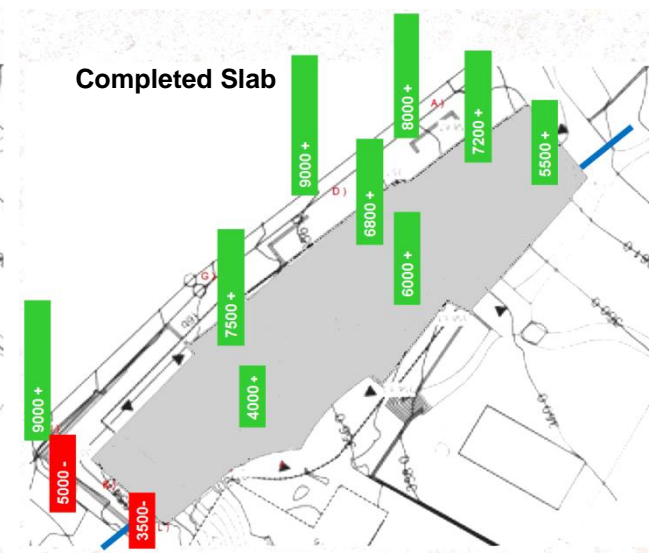 Completed Slab
8000 +
7200 +
9000 +
5500 +
6800 +
6000 +
7500 +
4000 +
9000 +
5000 -
3500-
A )
D )
G )